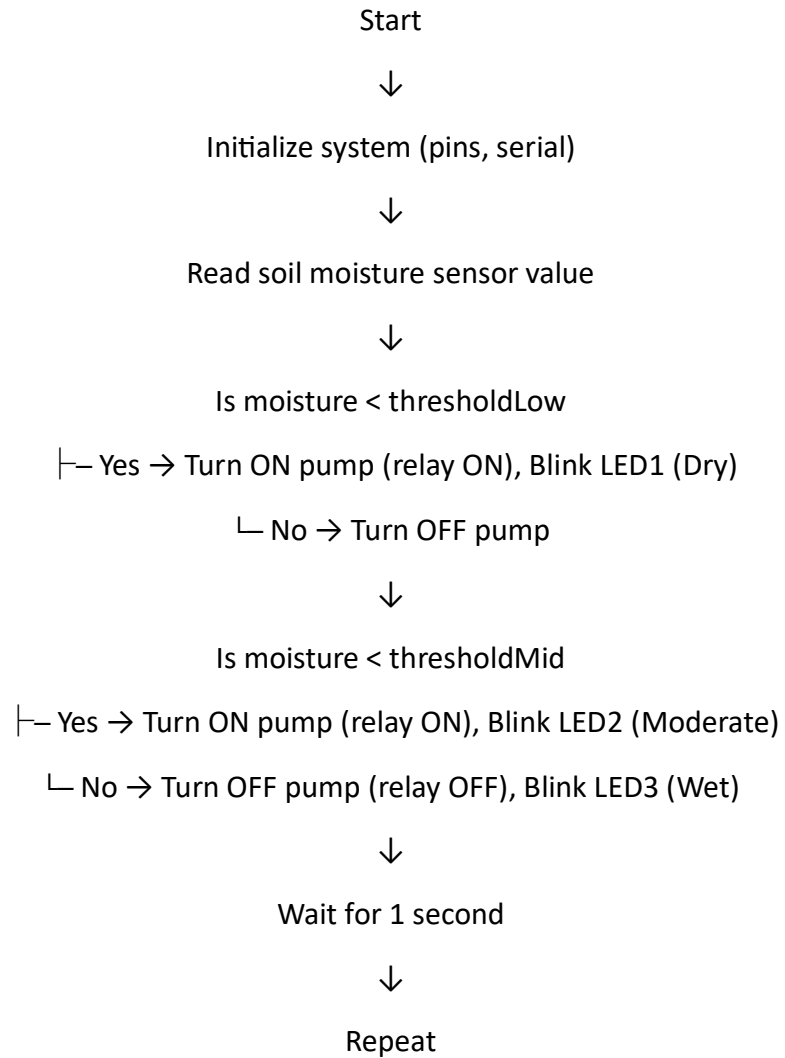 Start
↓
Initialize system (pins, serial)
↓
Read soil moisture sensor value
↓
Is moisture < thresholdLow
├─ Yes → Turn ON pump (relay ON), Blink LED1 (Dry)
└─ No → Turn OFF pump
↓
Is moisture < thresholdMid
├─ Yes → Turn ON pump (relay ON), Blink LED2 (Moderate)
└─ No → Turn OFF pump (relay OFF), Blink LED3 (Wet)
↓
Wait for 1 second
↓
Repeat